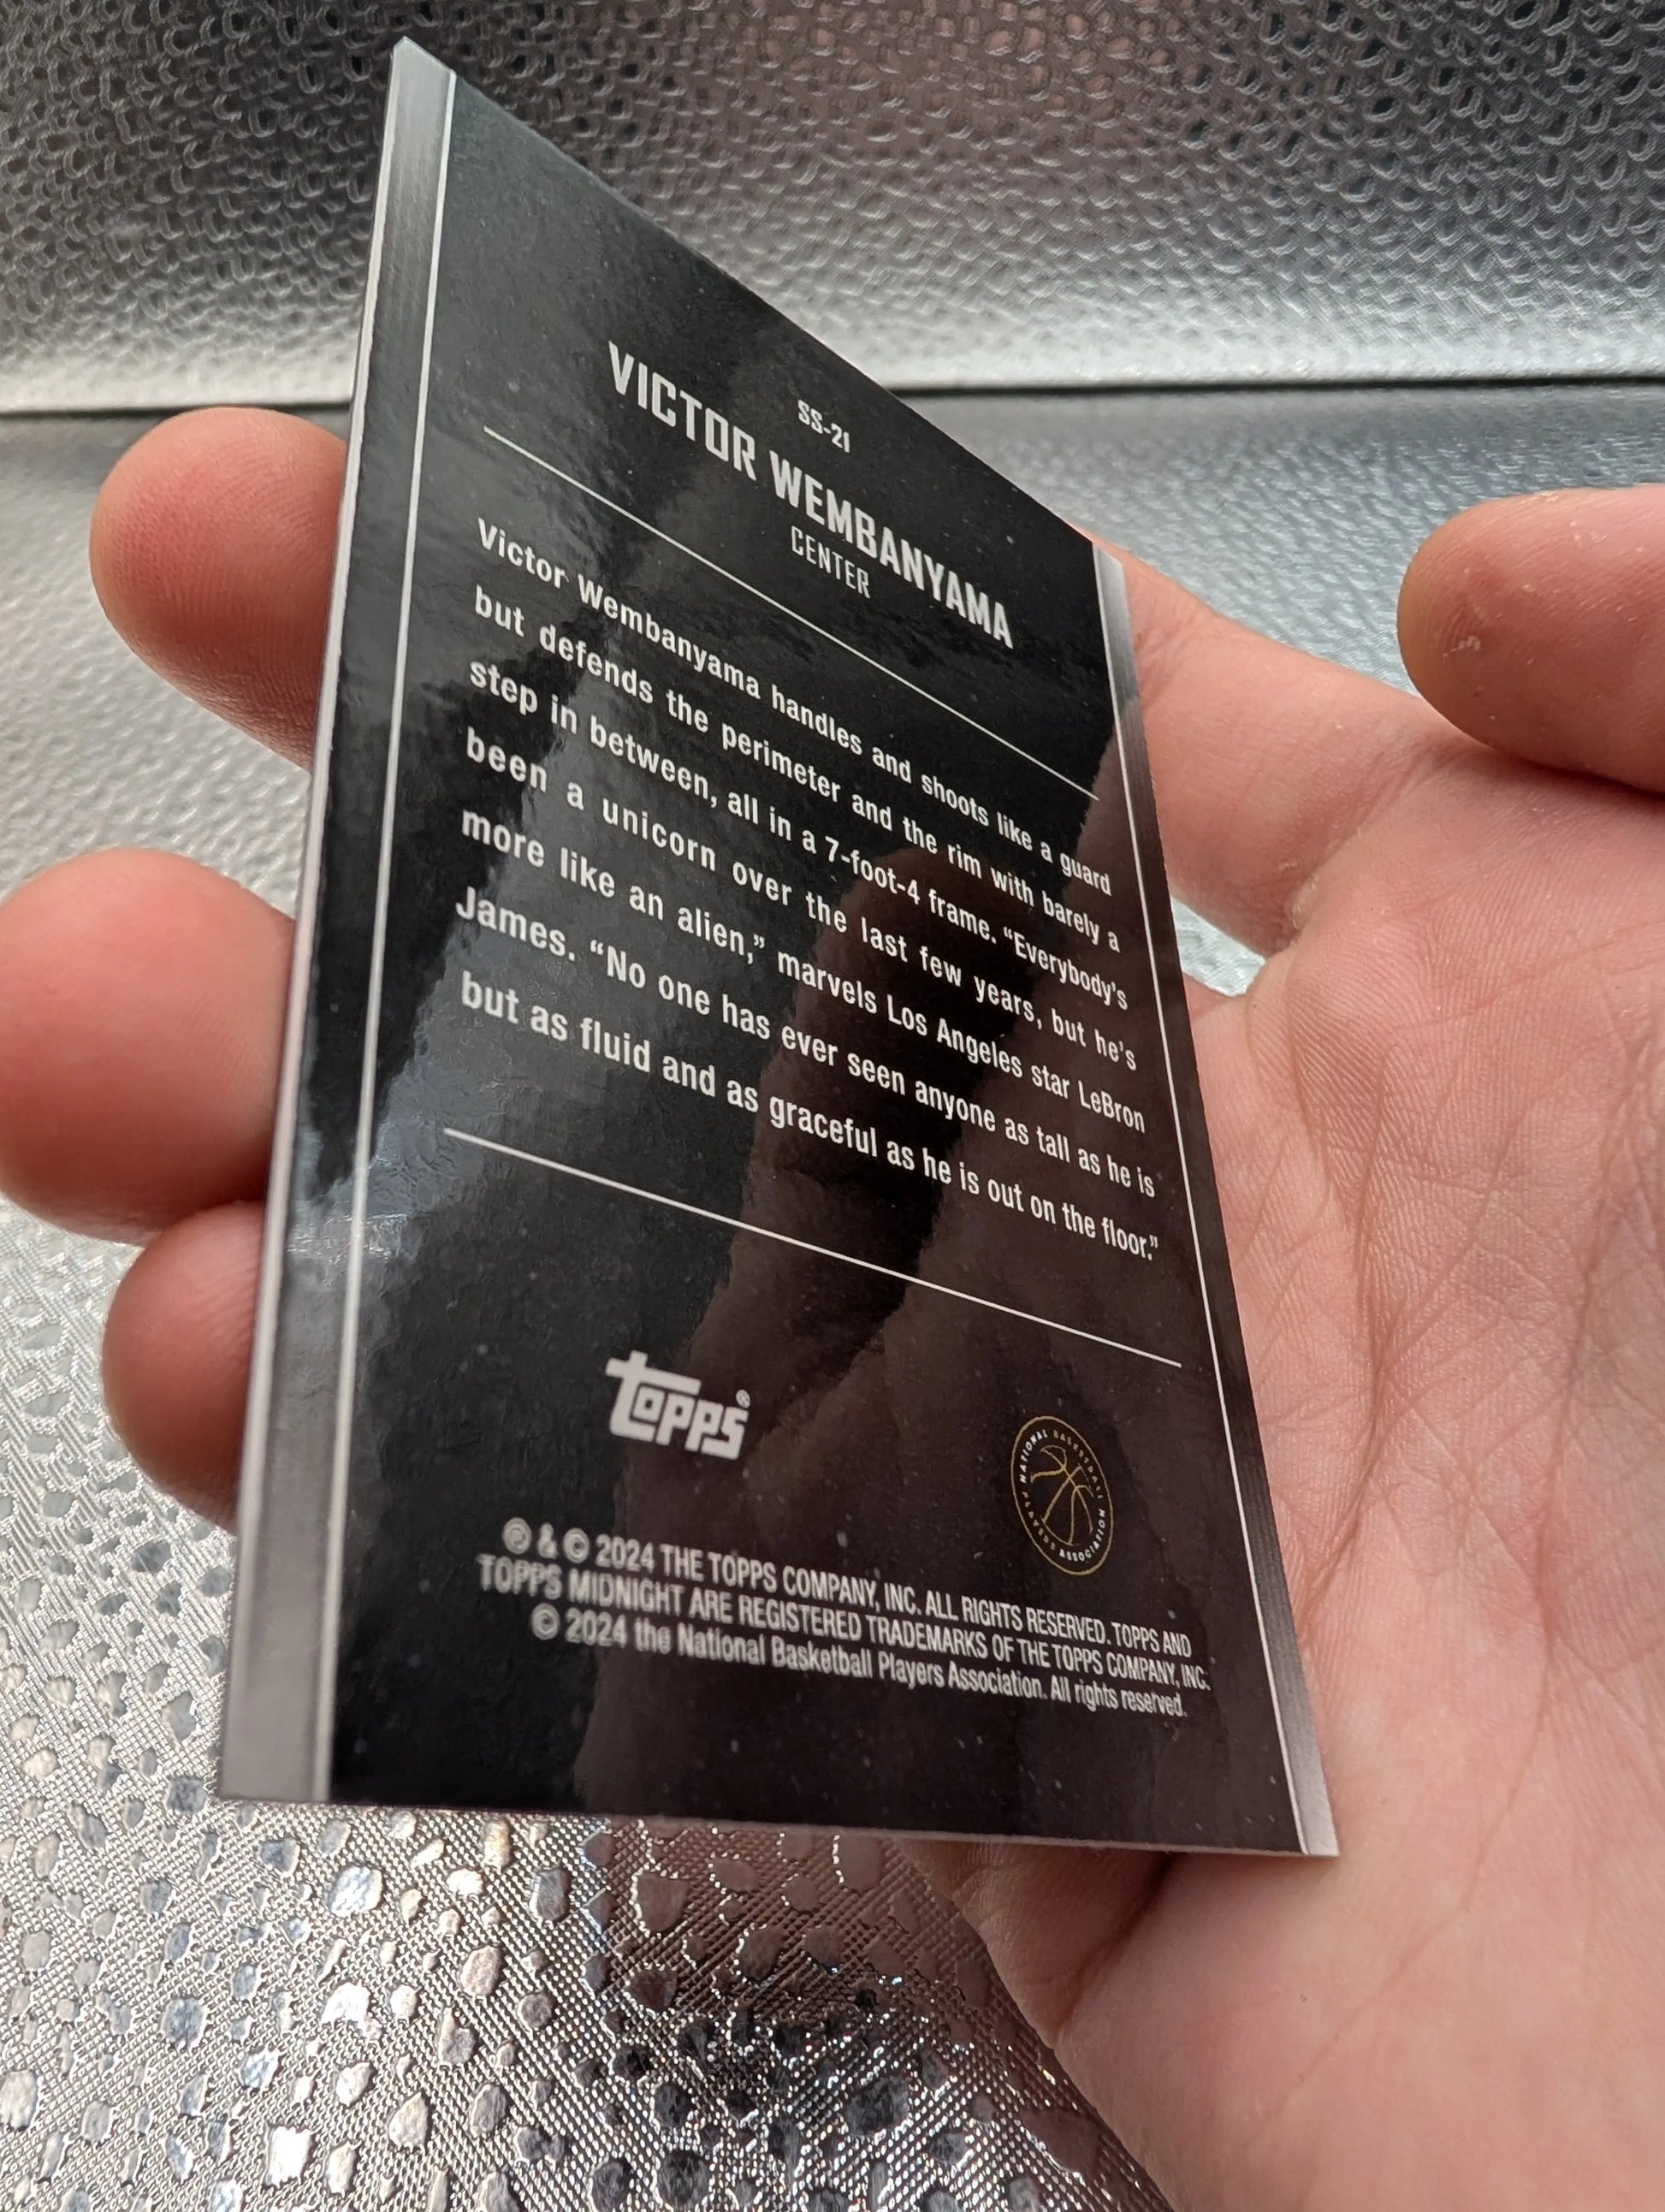 SS-21
VICTOR WEMBANYAMA
CENTER
Victor Wembanyama handles and shoots like a guard
but defends the perimeter and the rim with barely a
step in between, all in a 7-foot-4 frame. “Everybody’s
been a unicorn over the last few years, but he’s
more like an alien,” marvels Los Angeles star LeBron
James. “No one has ever seen anyone as tall as he is
but as fluid and as graceful as he is out on the floor.”
topps®
NATIONAL BASKETBALL PLAYERS ASSOCIATION
® & © 2024 THE TOPPS COMPANY, INC. ALL RIGHTS RESERVED. TOPPS AND
TOPPS MIDNIGHT ARE REGISTERED TRADEMARKS OF THE TOPPS COMPANY, INC.
© 2024 the National Basketball Players Association. All rights reserved.